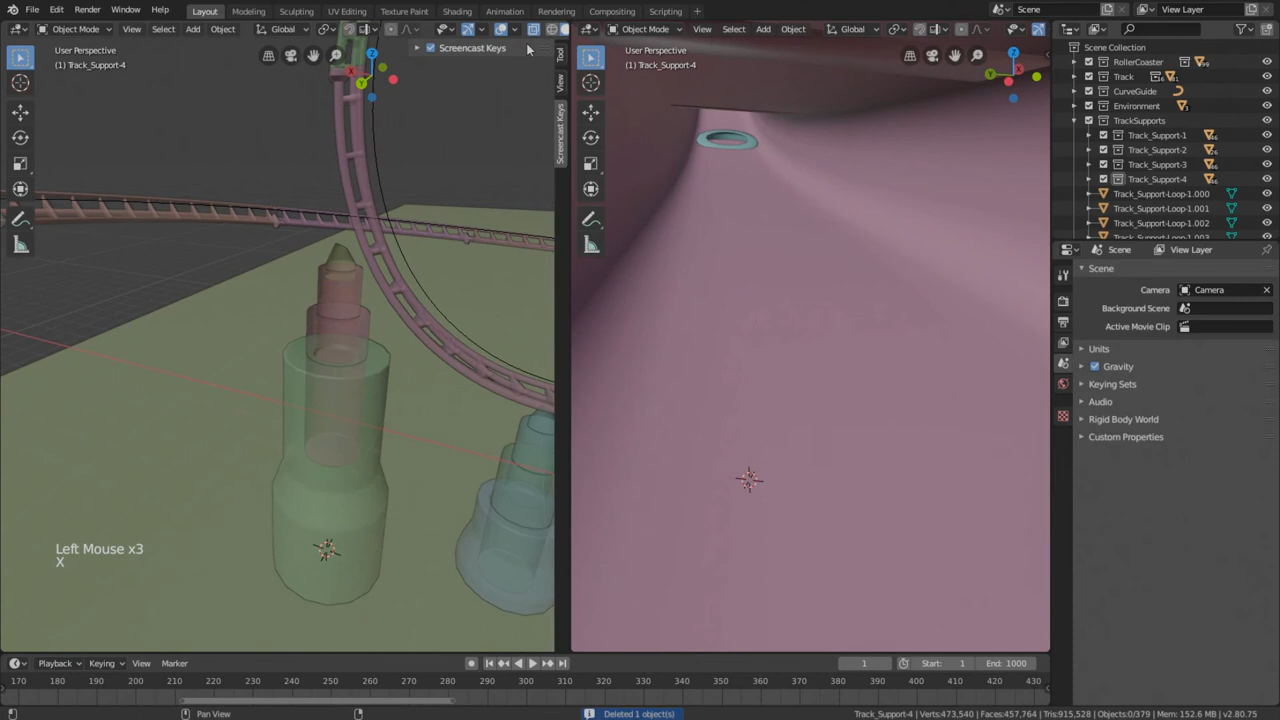 File Edit Render Window Help Layout Modeling Sculpting UV Editing Texture Paint Shading Animation Rendering Compositing Scripting + Scene View Layer
Object Mode View Select Add Object Global
Object Mode View Select Add Object Global
User Perspective
(1) Track_Support-4
Screencast Keys
Tool
View
Screencast Keys
Left Mouse x3
X
User Perspective
(1) Track_Support-4
Scene Collection
RollerCoaster
Track
CurveGuide
Environment
TrackSupports
Track_Support-1
Track_Support-2
Track_Support-3
Track_Support-4
Track_Support-Loop-1.000
Track_Support-Loop-1.001
Track_Support-Loop-1.002
Track_Support-Loop-1.003
Scene View Layer
Scene
Camera Camera
Background Scene
Active Movie Clip
Units
Gravity
Keying Sets
Audio
Rigid Body World
Custom Properties
Playback Keying View Marker 1 Start: 1 End: 1000
170 180 190 200 210 220 230 240 250 260 270 280 290 300 310 320 330 340 350 360 370 380 390 400 410 420 430
Pan View Deleted 1 object(s) Track_Support-4 | Verts:473,540 | Faces:457,764 | Tris:915,528 | Objects:0/379 | Mem: 152.6 MB | v2.80.75